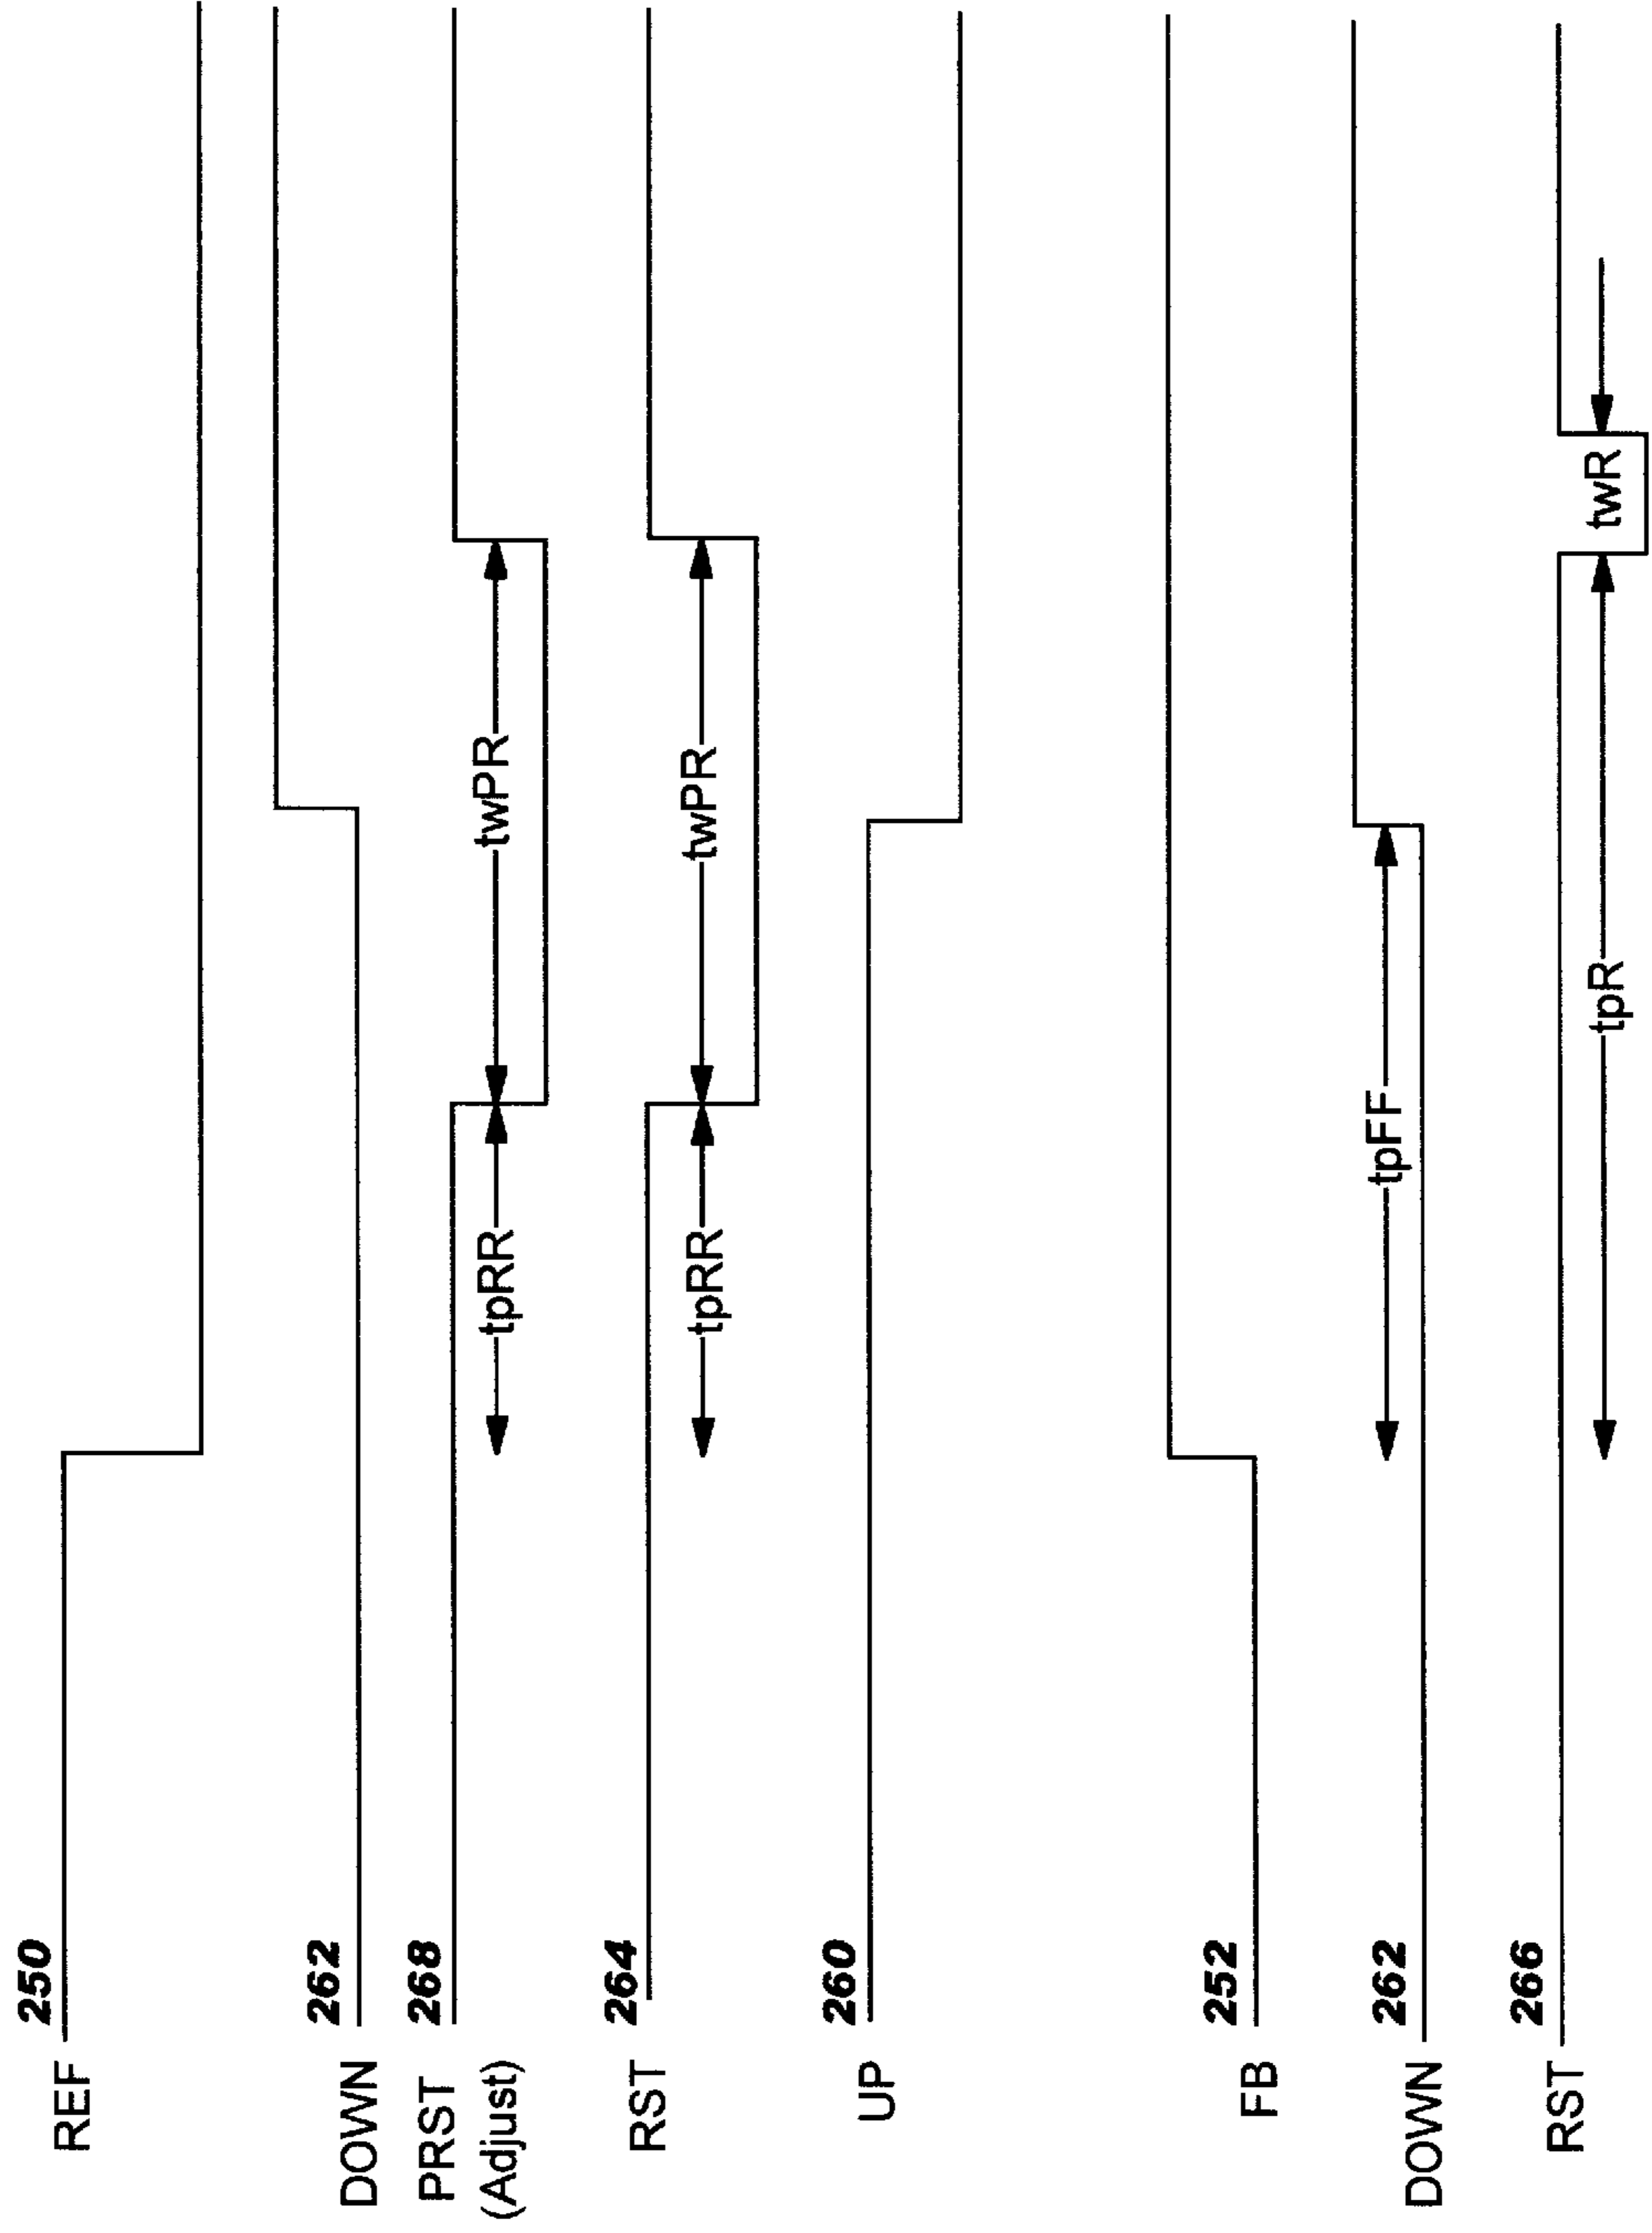 REF 250
DOWN 262
PRST 268
(Adjust)
tpRR twPR
RST 264
tpRR twPR
UP 260
FB 252
DOWN 262
tpFF
RST 266
tpR twR